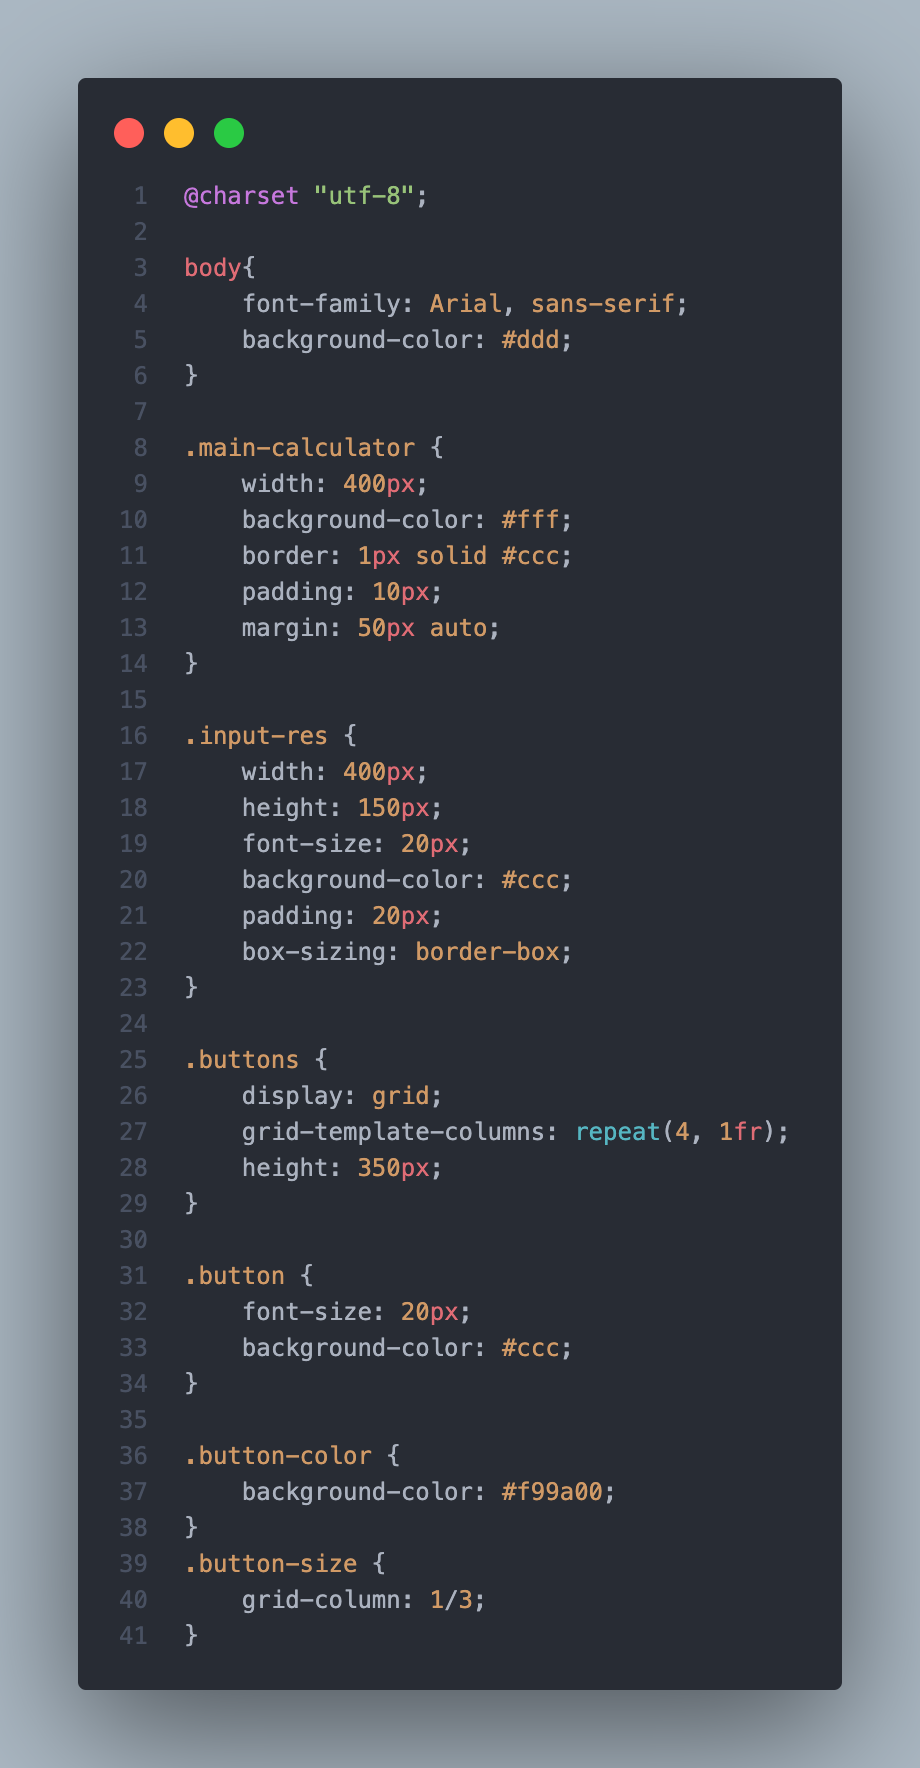 1 @charset "utf-8";
2
3 body{
4     font-family: Arial, sans-serif;
5     background-color: #ddd;
6 }
7
8 .main-calculator {
9     width: 400px;
10     background-color: #fff;
11     border: 1px solid #ccc;
12     padding: 10px;
13     margin: 50px auto;
14 }
15
16 .input-res {
17     width: 400px;
18     height: 150px;
19     font-size: 20px;
20     background-color: #ccc;
21     padding: 20px;
22     box-sizing: border-box;
23 }
24
25 .buttons {
26     display: grid;
27     grid-template-columns: repeat(4, 1fr);
28     height: 350px;
29 }
30
31 .button {
32     font-size: 20px;
33     background-color: #ccc;
34 }
35
36 .button-color {
37     background-color: #f99a00;
38 }
39 .button-size {
40     grid-column: 1/3;
41 }